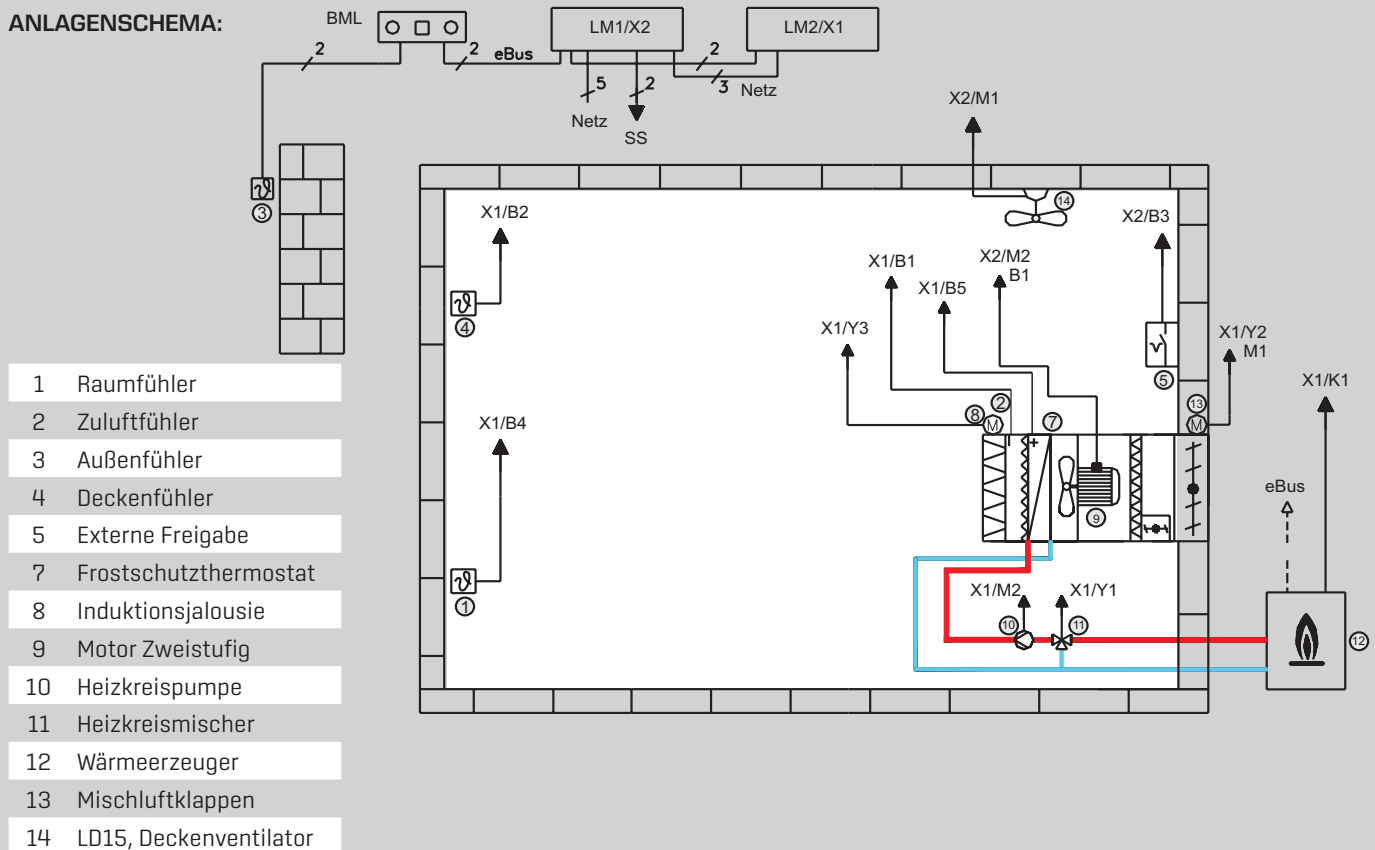 ANLAGENSCHEMA:
BML
LM1/X2
LM2/X1
2
2
eBus
2
5
2
3
Netz
Netz
SS
X2/M1
3
14
X1/B2
X2/B3
X1/B1
X2/M2
B1
X1/B5
4
X1/Y3
X1/Y2
M1
5
X1/K1
1 Raumfühler
2 Zuluftfühler
3 Außenfühler
4 Deckenfühler
5 Externe Freigabe
7 Frostschutzthermostat
8 Induktionsjalousie
9 Motor Zweistufig
10 Heizkreispumpe
11 Heizkreismischer
12 Wärmeerzeuger
13 Mischluftklappen
14 LD15, Deckenventilator
X1/B4
2
13
8
M
7
M
+
eBus
9
1
X1/M2
X1/Y1
10
11
12